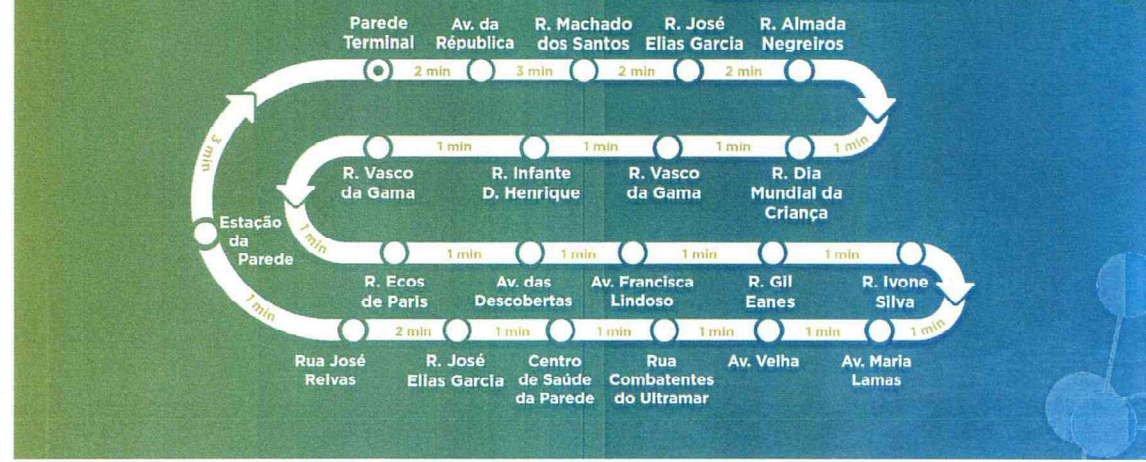 Parede
Terminal
Av. da
Républica
R. Machado
dos Santos
R. José
Elias Garcia
R. Almada
Negreiros
2 min
3 min
2 min
2 min
1 min
1 min
1 min
1 min
R. Vasco
da Gama
R. Infante
D. Henrique
R. Vasco
da Gama
R. Dia
Mundial da
Criança
3 min
Estação
da
Parede
1 min
1 min
1 min
1 min
1 min
R. Ecos
de Paris
Av. das
Descobertas
Av. Francisca
Lindoso
R. Gil
Eanes
R. Ivone
Silva
1 min
2 min
1 min
1 min
1 min
1 min
1 min
Rua José
Relvas
R. José
Elias Garcia
Centro
de Saúde
da Parede
Rua
Combatentes
do Ultramar
Av. Velha
Av. Maria
Lamas